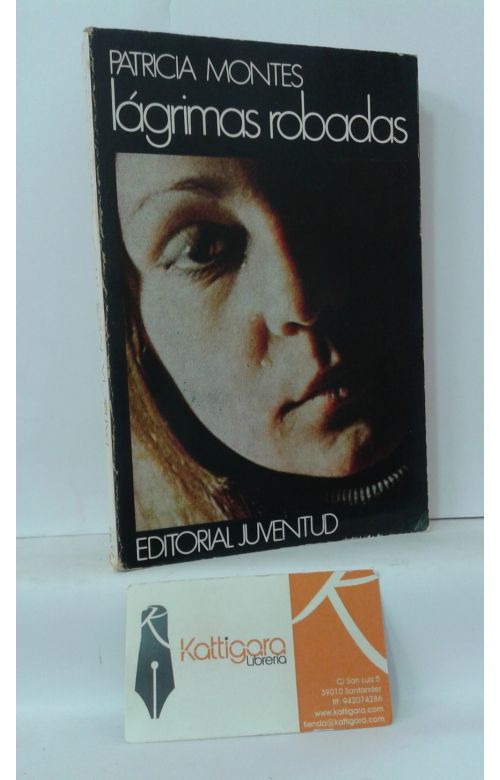 PATRICIA MONTES
lágrimas robadas
EDITORIAL JUVENTUD
Kattigara
Librería
C/ San Luis 5
39010 Santander
tlf: 942074286
www.kattigara.com
tienda@kattigara.com